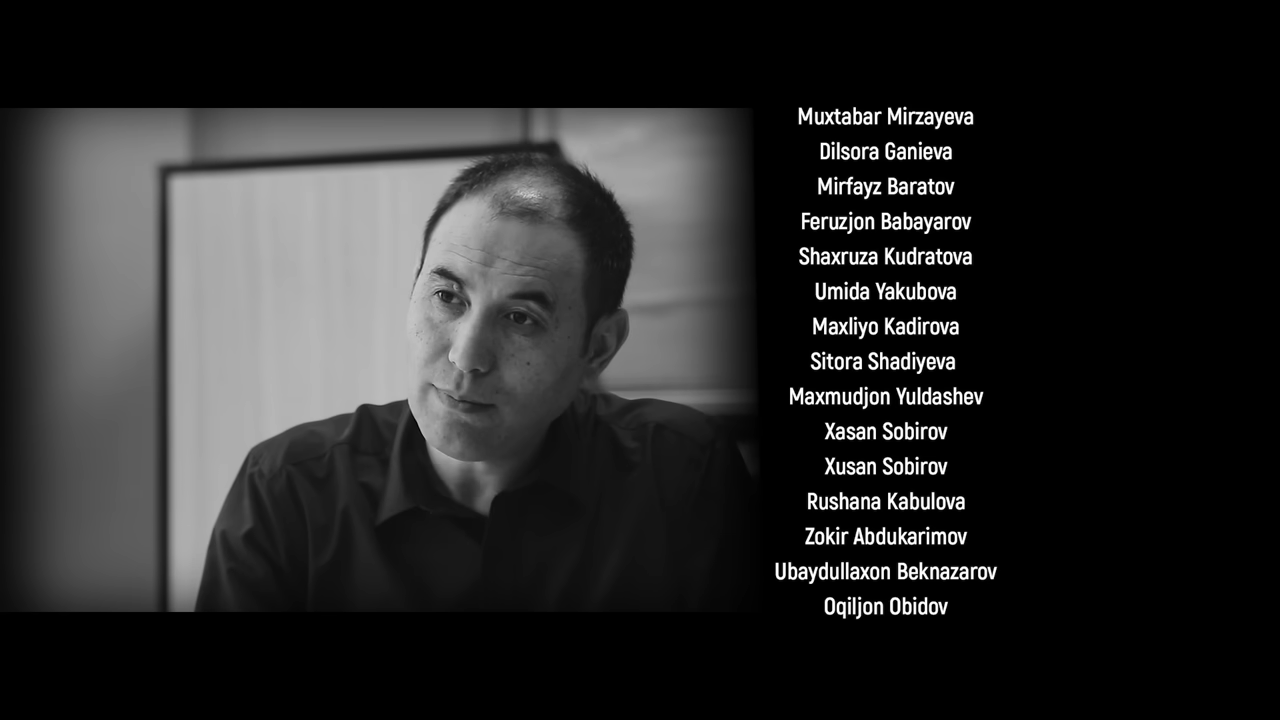 Muxtabar Mirzayeva
Dilsora Ganieva
Mirfayz Baratov
Feruzjon Babayarov
Shaxruza Kudratova
Umida Yakubova
Maxliyo Kadirova
Sitora Shadiyeva
Maxmudjon Yuldashev
Xasan Sobirov
Xusan Sobirov
Rushana Kabulova
Zokir Abdukarimov
Ubaydullaxon Beknazarov
Oqiljon Obidov